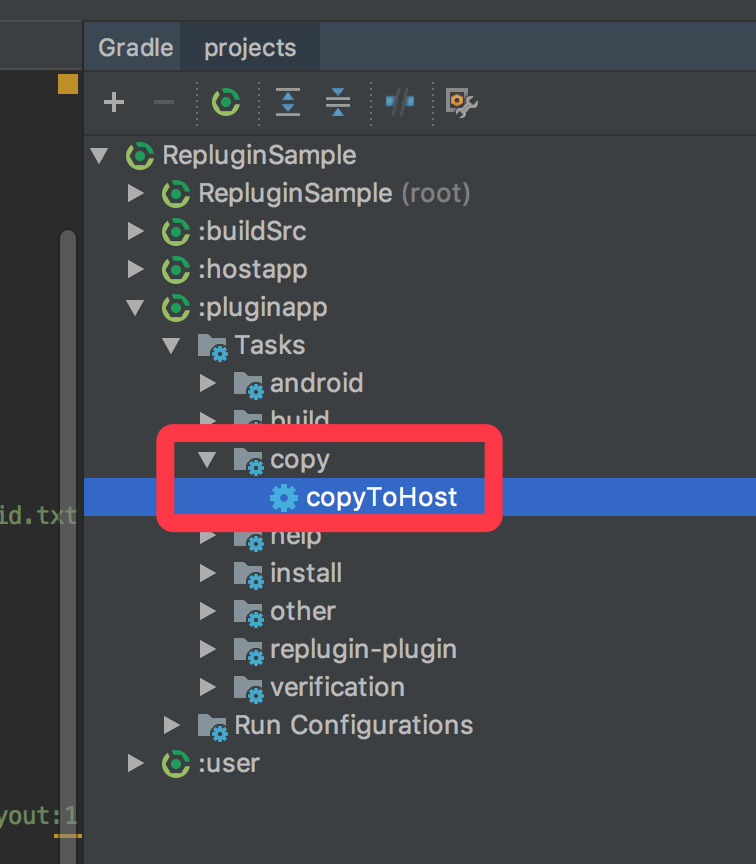 Gradle projects
RepluginSample
RepluginSample (root)
:buildSrc
:hostapp
:pluginapp
Tasks
android
build
copy
id.txt
copyToHost
help
install
other
replugin-plugin
verification
Run Configurations
:user
yout:1